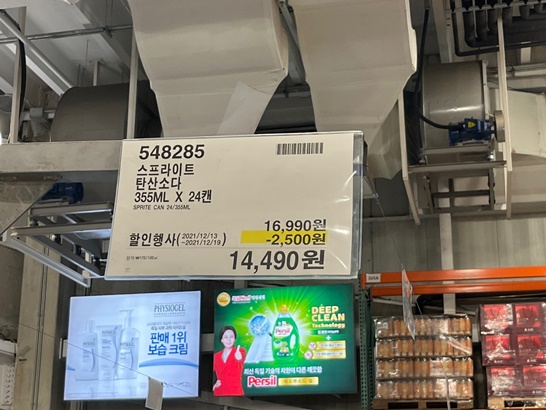 548285
스프라이트
탄산소다
355ML X 24캔
SPRITE CAN 24/355ML
16,990원
할인행사(2021/12/13
~2021/12/19)
-2,500원
14,490원
PHYSIOGEL
판매 1위
보습 크림
DEEP
CLEAN
Technology
Persil
Persil